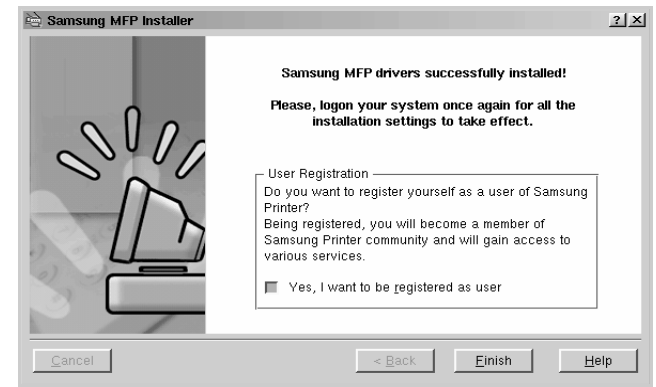 Samsung MFP Installer
Samsung MFP drivers successfully installed!
Please, logon your system once again for all the
installation settings to take effect.
User Registration
Do you want to register yourself as a user of Samsung
Printer?
Being registered, you will become a member of
Samsung Printer community and will gain access to
various services.
Yes, I want to be registered as user
Cancel
< Back
Finish
Help